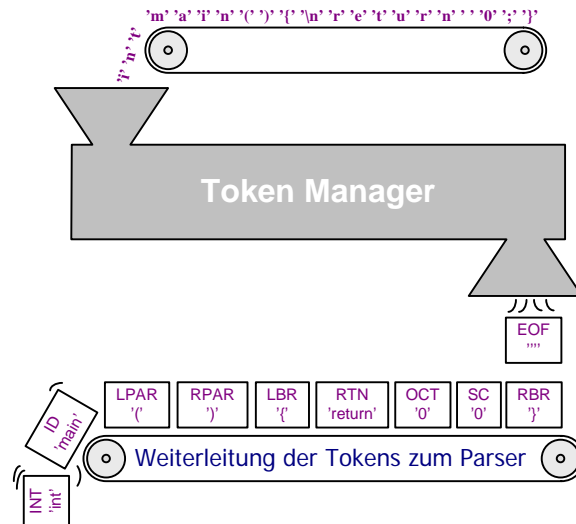 'i' 'n' 't'
'm' 'a' 'i' 'n' '(' ')' '{' '\n' 'r' 'e' 't' 'u' 'r' 'n' ' ' '0' ';' '}'
Token Manager
EOF
''''
LPAR RPAR LBR RTN OCT SC RBR
'(' ')' '{' 'return' '0' '0' '}'
ID
'main'
Weiterleitung der Tokens zum Parser
INT
'int'